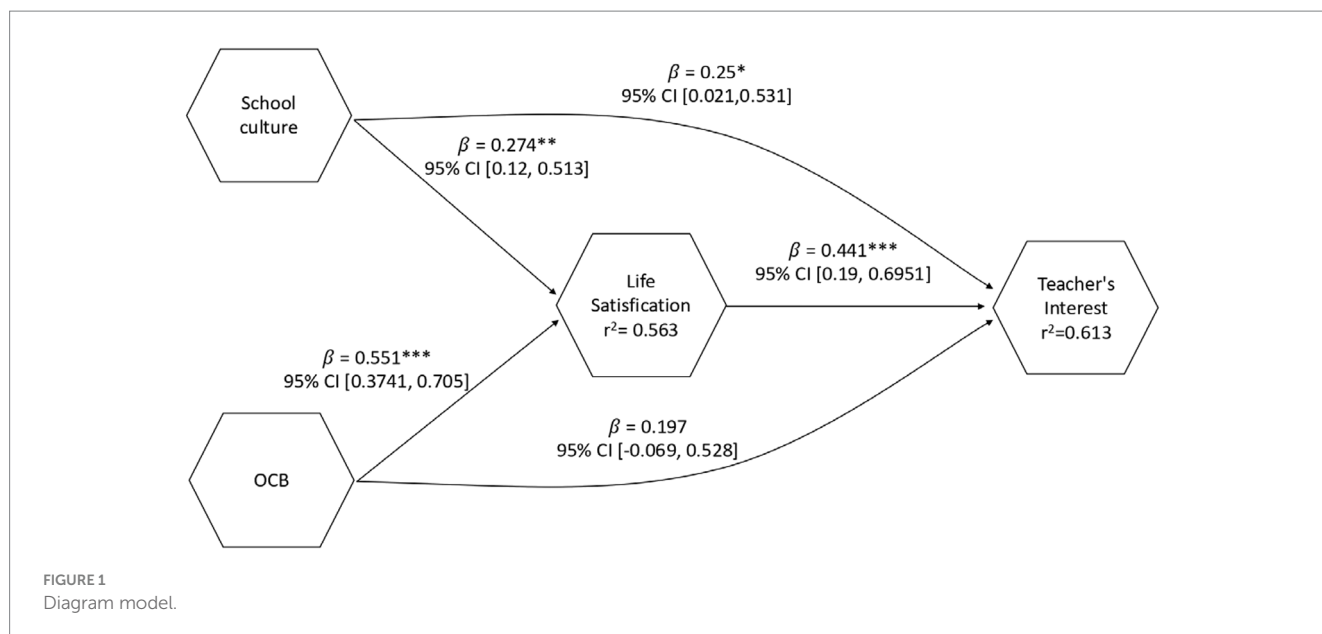 School
culture
β = 0.25*
95% CI [0.021,0.531]
β = 0.274**
95% CI [0.12, 0.513]
Life
Satisfication
r²= 0.563
β = 0.441***
95% CI [0.19, 0.6951]
Teacher's
Interest
r²=0.613
β = 0.551***
95% CI [0.3741, 0.705]
β = 0.197
95% CI [-0.069, 0.528]
OCB
FIGURE 1
Diagram model.